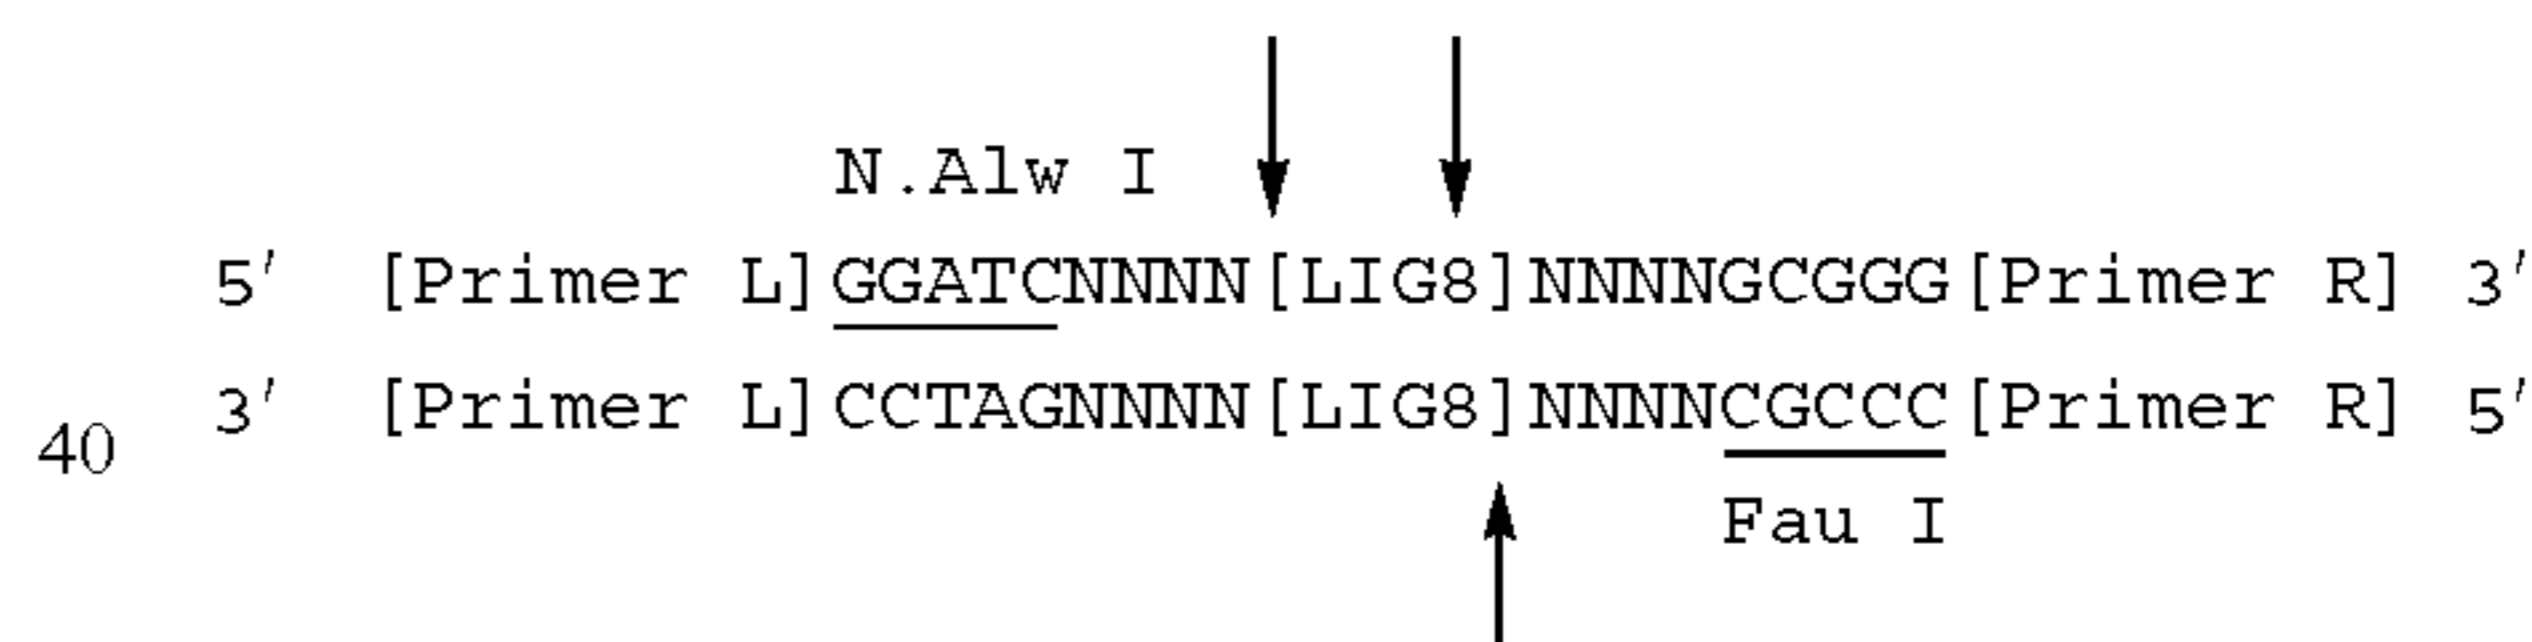 N.Alw I
5′ [Primer L]GGATCNNNN[LIG8]NNNNGCGGG[Primer R] 3′
3′ [Primer L]CCTAGNNNN[LIG8]NNNNCGCCC[Primer R] 5′
40
Fau I